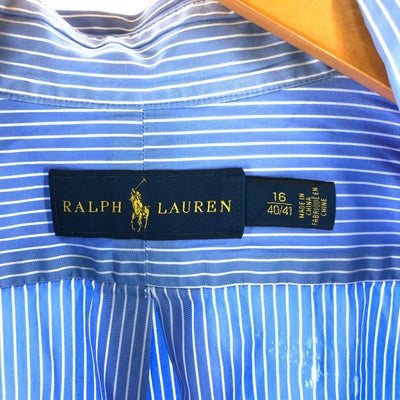 RALPH LAUREN
16
40/41
MADE IN
CHINA
FABRIQUÉ EN
CHINE